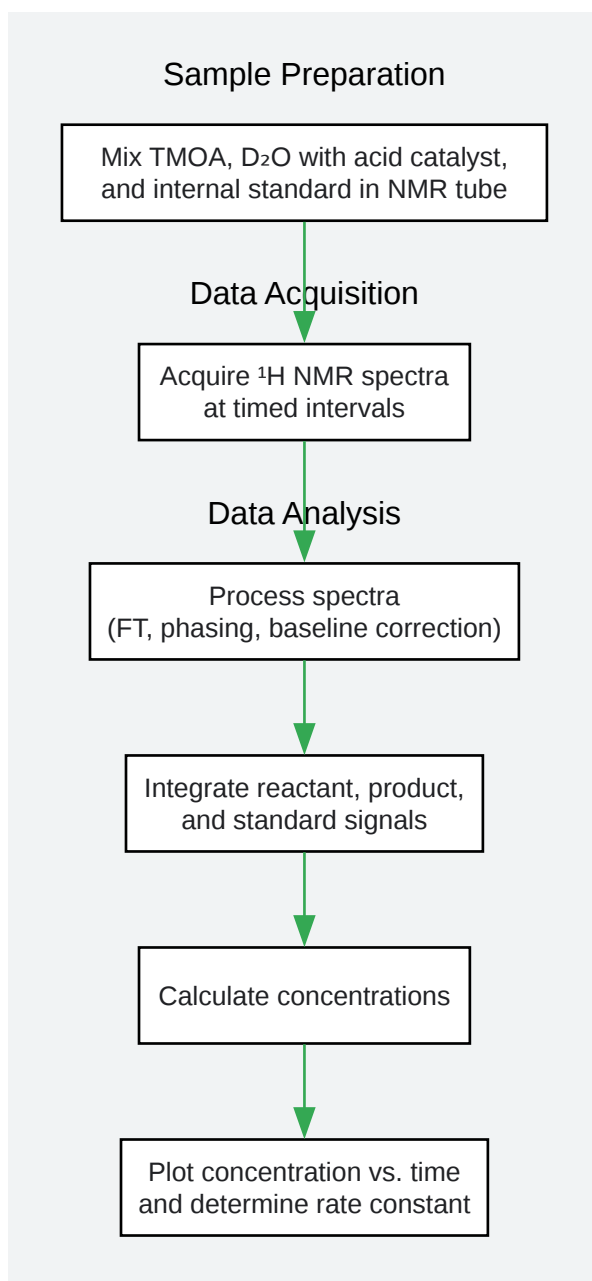 Sample Preparation
Mix TMOA, D₂O with acid catalyst,
and internal standard in NMR tube
Data Acquisition
Acquire ¹H NMR spectra
at timed intervals
Data Analysis
Process spectra
(FT, phasing, baseline correction)
Integrate reactant, product,
and standard signals
Calculate concentrations
Plot concentration vs. time
and determine rate constant